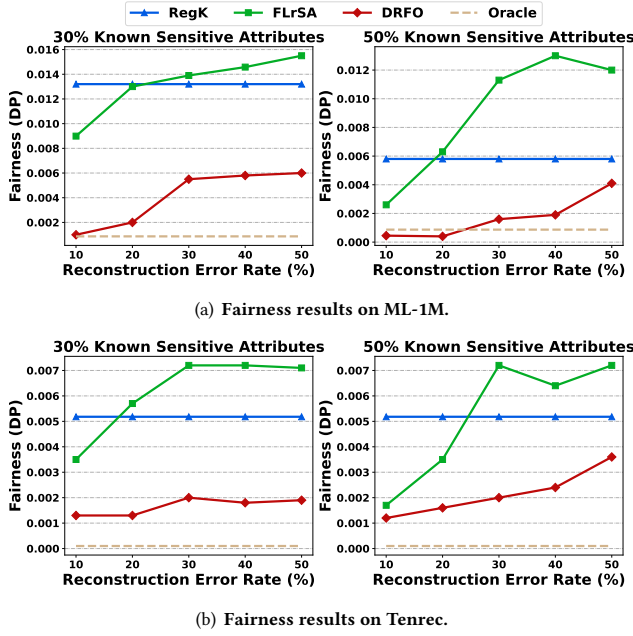 RegK FLrSA DRFO Oracle
30% Known Sensitive Attributes
Fairness (DP)
0.016
0.014
0.012
0.010
0.008
0.006
0.004
0.002
10 20 30 40 50
Reconstruction Error Rate (%)
50% Known Sensitive Attributes
Fairness (DP)
0.012
0.010
0.008
0.006
0.004
0.002
0.000
10 20 30 40 50
Reconstruction Error Rate (%)
(a) Fairness results on ML-1M.
30% Known Sensitive Attributes
Fairness (DP)
0.007
0.006
0.005
0.004
0.003
0.002
0.001
0.000
10 20 30 40 50
Reconstruction Error Rate (%)
50% Known Sensitive Attributes
Fairness (DP)
0.007
0.006
0.005
0.004
0.003
0.002
0.001
0.000
10 20 30 40 50
Reconstruction Error Rate (%)
(b) Fairness results on Tenrec.